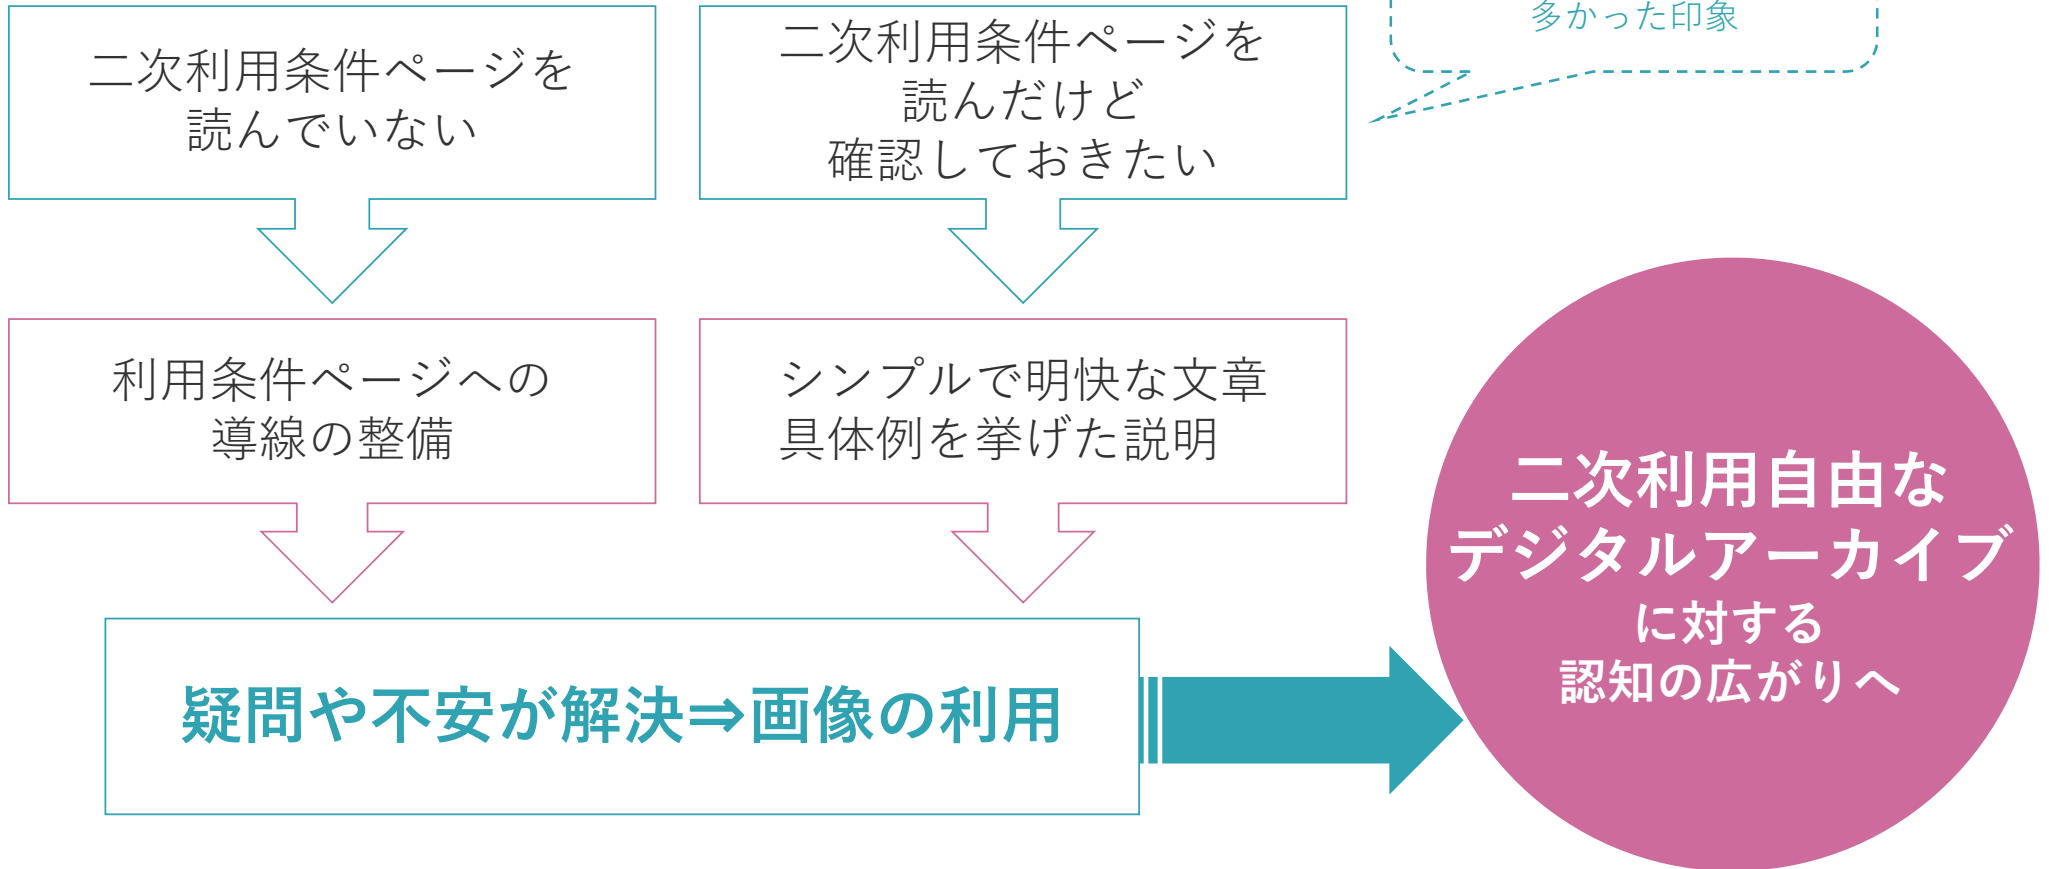 二次利用条件ページを
読んでいない
二次利用条件ページを
読んだけど
確認しておきたい
多かった印象
利用条件ページへの
導線の整備
シンプルで明快な文章
具体例を挙げた説明
疑問や不安が解決⇒画像の利用
二次利用自由な
デジタルアーカイブ
に対する
認知の広がりへ